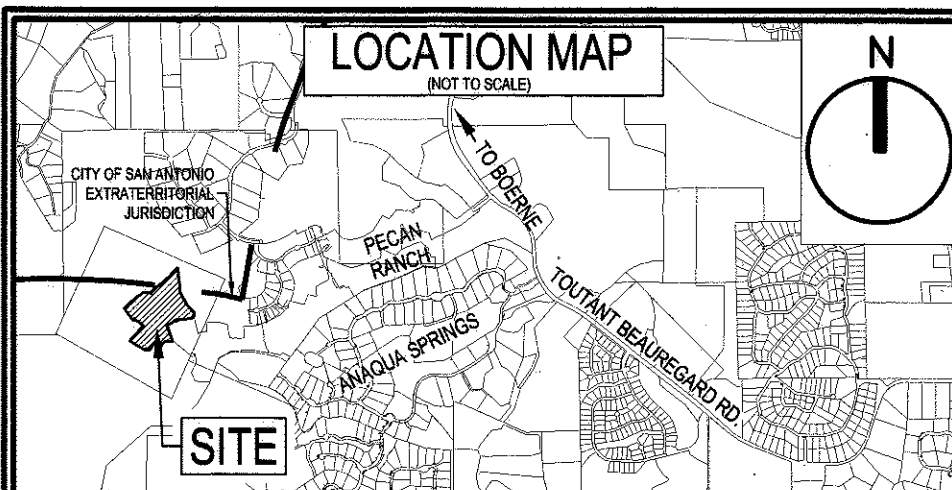 LOCATION MAP
(NOT TO SCALE)
N
TO BOERNE
CITY OF SAN ANTONIO
EXTRATERRITORIAL
JURISDICTION
PECAN
RANCH
TOUTANT BEAUREGARD RD.
ANAQUA SPRINGS
SITE